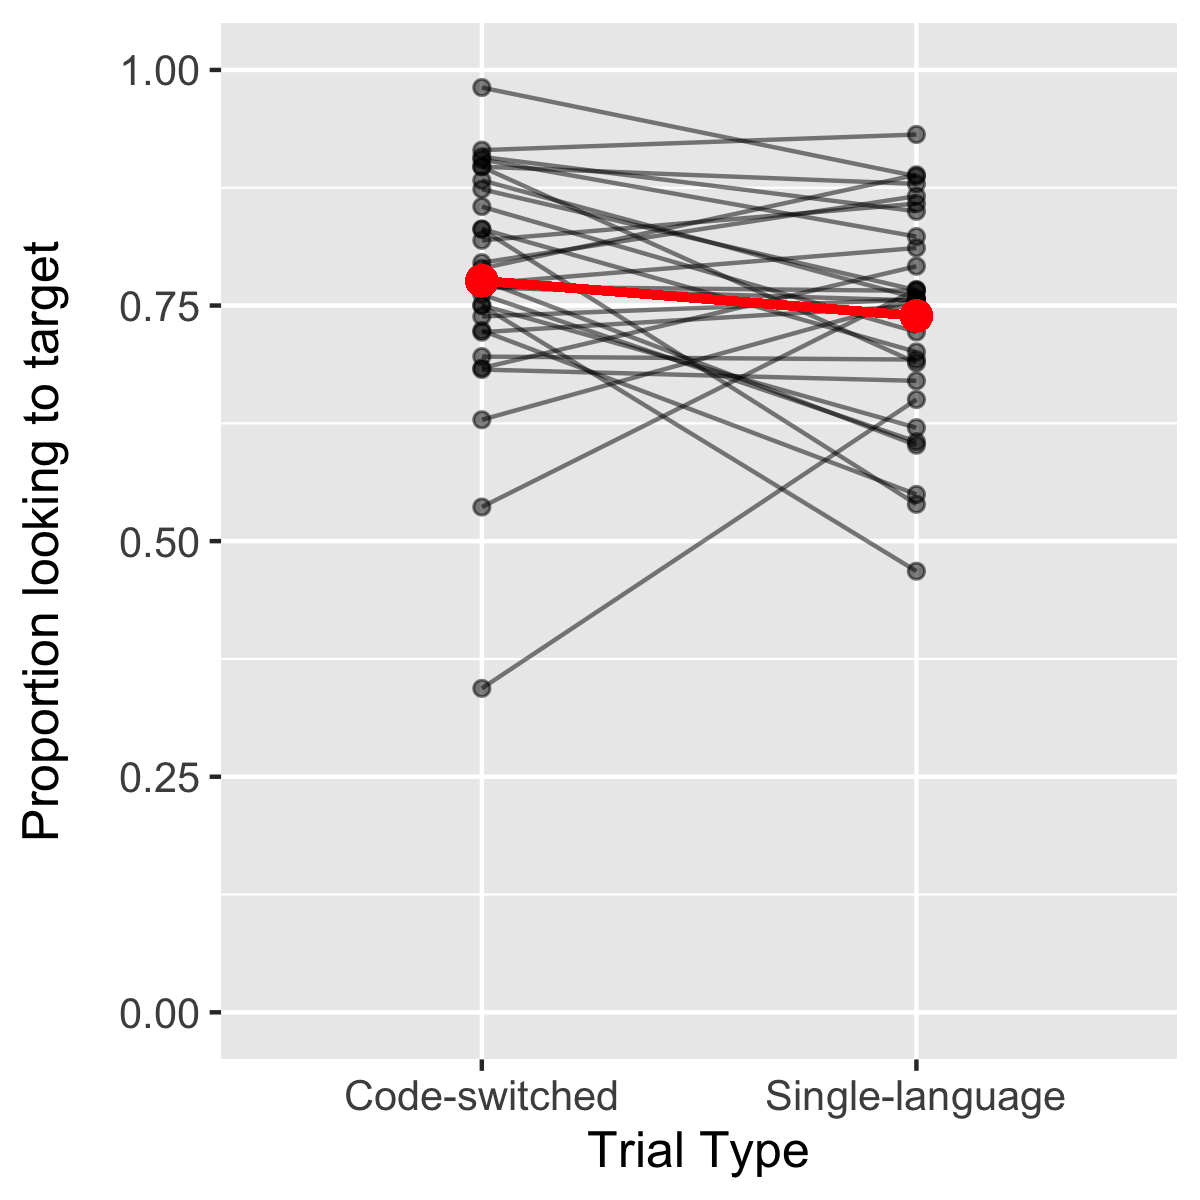 Proportion looking to target
1.00
0.75
0.50
0.25
0.00
Code-switched
Single-language
Trial Type